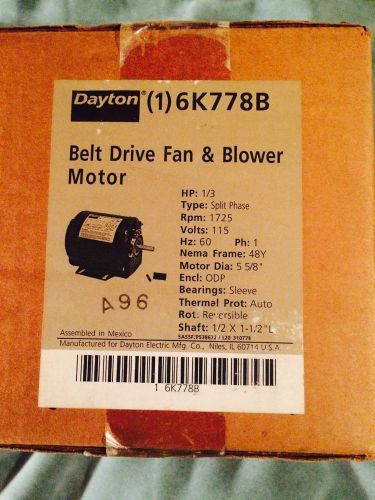 Dayton® (1)6K778B
Belt Drive Fan & Blower
Motor
HP: 1/3
Type: Split Phase
Rpm: 1725
Volts: 115
Hz: 60 Ph: 1
Nema Frame: 48Y
Motor Dia: 5 5/8"
Encl: ODP
Bearings: Sleeve
Thermal Prot: Auto
Rot: Reversible
Shaft: 1/2 X 1-1/2"L
A96
Assembled in Mexico
Manufactured for Dayton Electric Mfg. Co., Niles, IL 60714 U.S.A.
1 6K778B